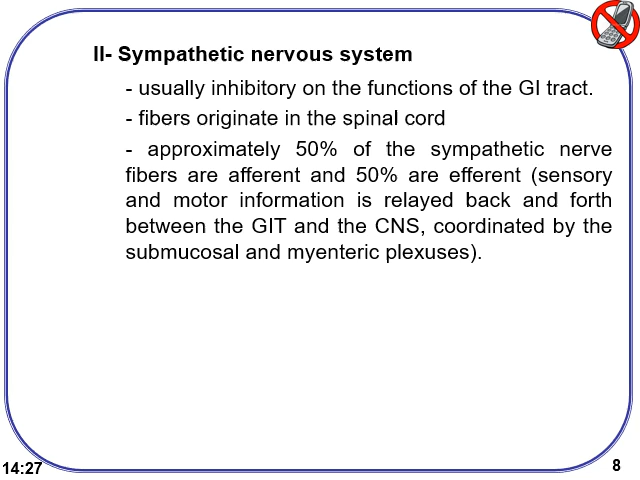 II- Sympathetic nervous system
- usually inhibitory on the functions of the GI tract.
- fibers originate in the spinal cord
- approximately 50% of the sympathetic nerve
fibers are afferent and 50% are efferent (sensory
and motor information is relayed back and forth
between the GIT and the CNS, coordinated by the
submucosal and myenteric plexuses).
14:27
8